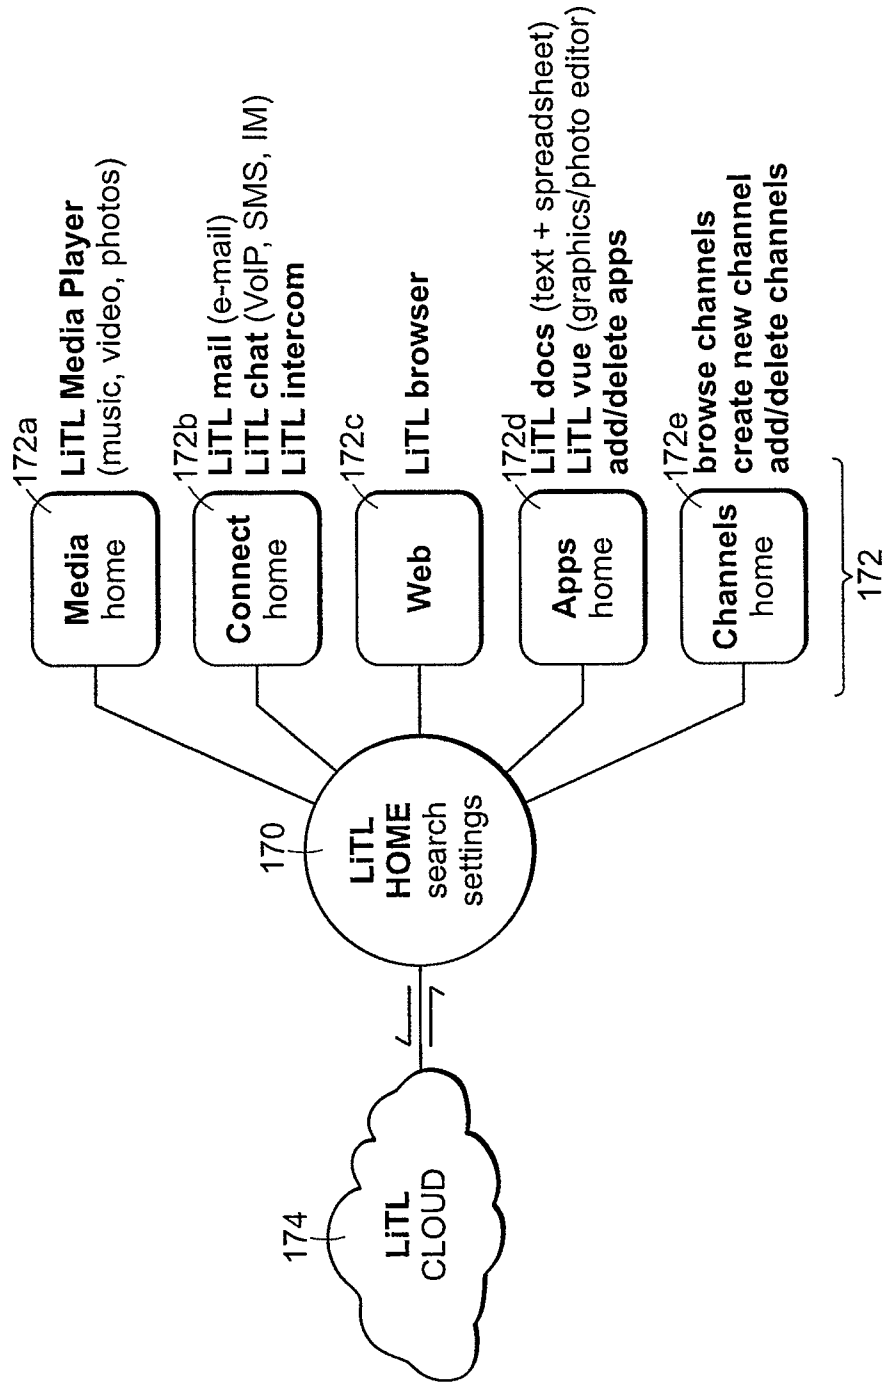 174
LiTL
CLOUD
170
LiTL
HOME
search
settings
172a
Media
home
LiTL Media Player
(music, video, photos)
172b
Connect
home
LiTL mail (e-mail)
LiTL chat (VoIP, SMS, IM)
LiTL intercom
172c
Web
LiTL browser
172d
Apps
home
LiTL docs (text + spreadsheet)
LiTL vue (graphics/photo editor)
add/delete apps
172e
Channels
home
browse channels
create new channel
add/delete channels
172